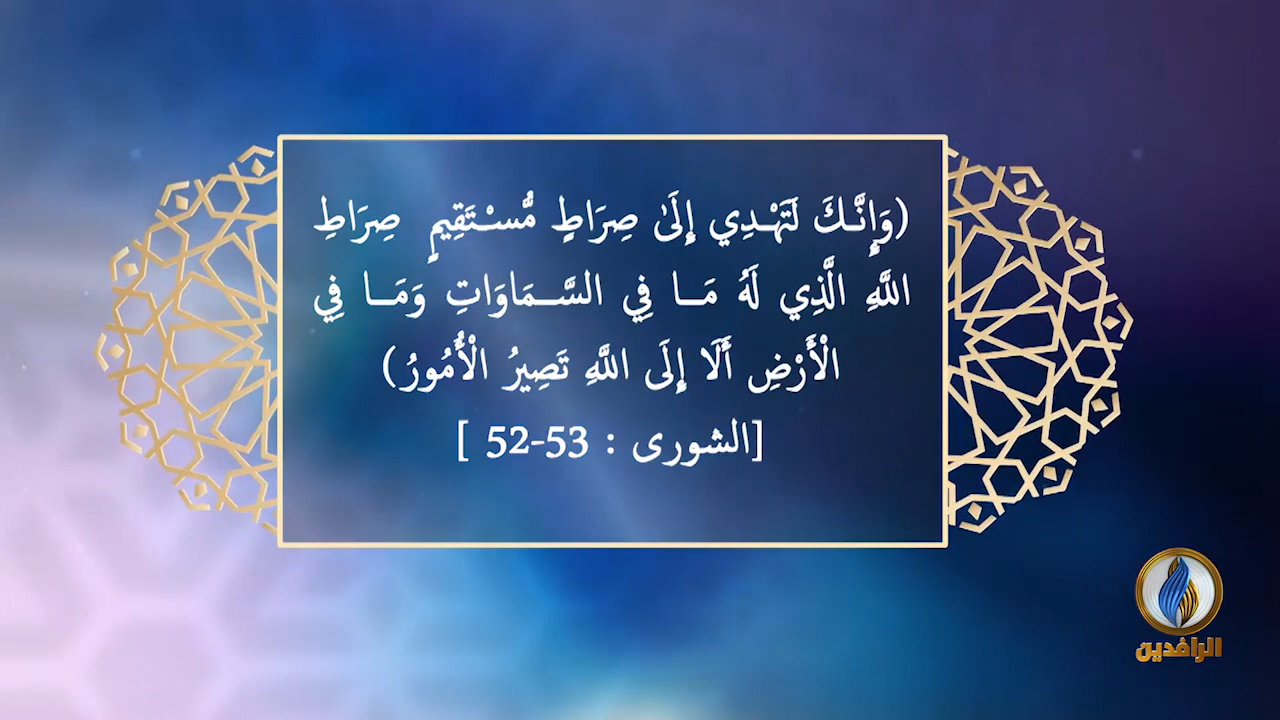 (وَإِنَّكَ لَتَهْدِي إِلَىٰ صِرَاطٍ مُّسْتَقِيمٍ صِرَاطِ
اللَّهِ الَّذِي لَهُ مَا فِي السَّمَاوَاتِ وَمَا فِي
الْأَرْضِ أَلَا إِلَى اللَّهِ تَصِيرُ الْأُمُورُ)
[الشورى : 53-52 ]
الرافدين